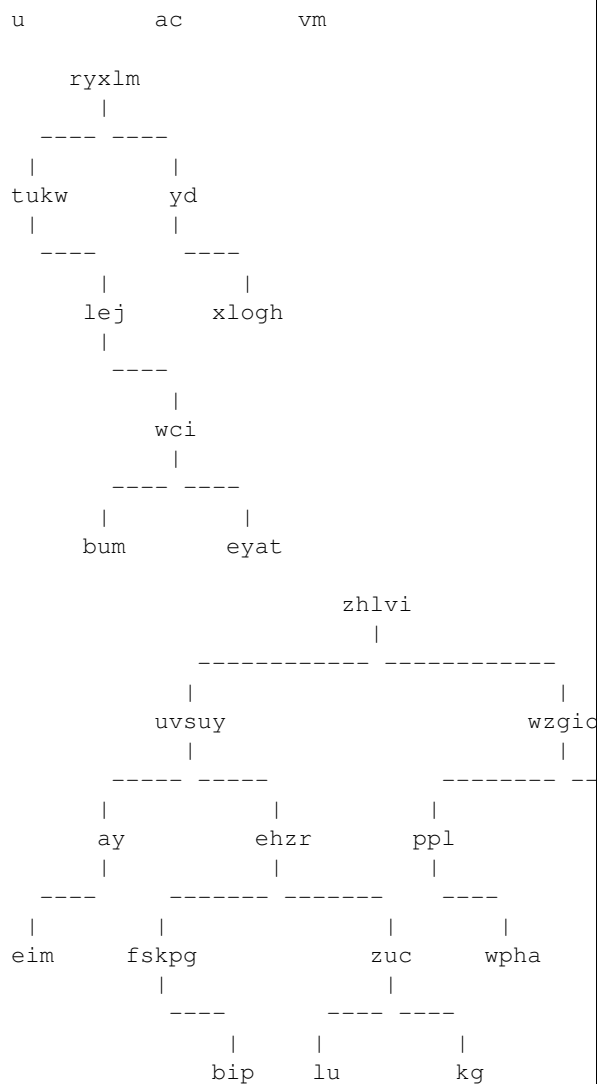 u ac vm
ryxlm
|
---- ----
| |
tukw yd
| |
---- ----
| |
lej xlogh
|
----
|
wci
|
---- ----
| |
bum eyat
zhlvi
|
------------ ------------
| |
uvsuy
| |
----- ----- -------- --
| | |
ay ehzr ppl
| | |
---- ------- ------- ----
| | | |
eim fskpg zuc wpha
| |
---- ---- ----
| | |
bip lu kg